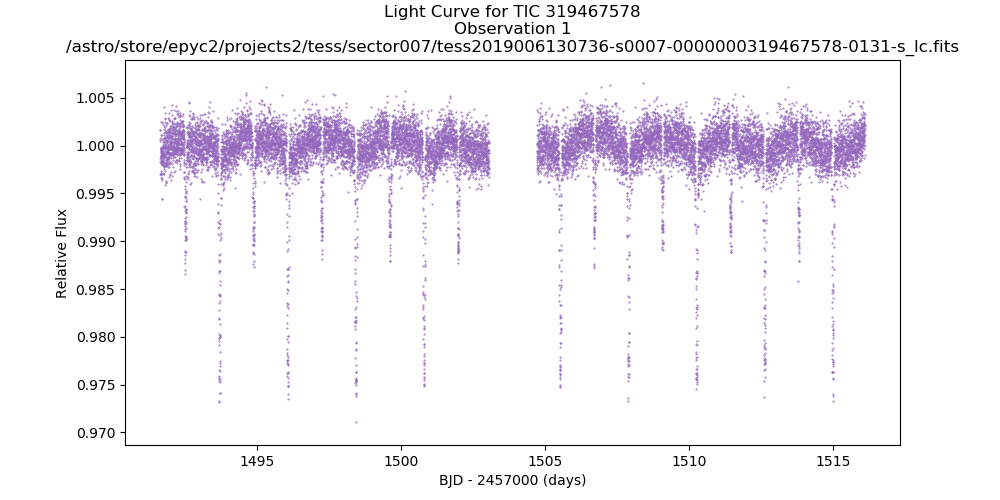 Light Curve for TIC 319467578
Observation 1
/astro/store/epyc2/projects2/tess/sector007/tess2019006130736-s0007-0000000319467578-0131-s_lc.fits
1.005
1.000
0.995
0.990
0.985
0.980
0.975
0.970
Relative Flux
1495
1500
1505
1510
1515
BJD - 2457000 (days)